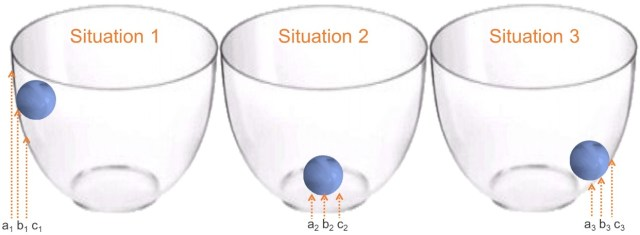 Situation 1
Situation 2
Situation 3
a₁ b₁ c₁
a₂ b₂ c₂
a₃ b₃ c₃